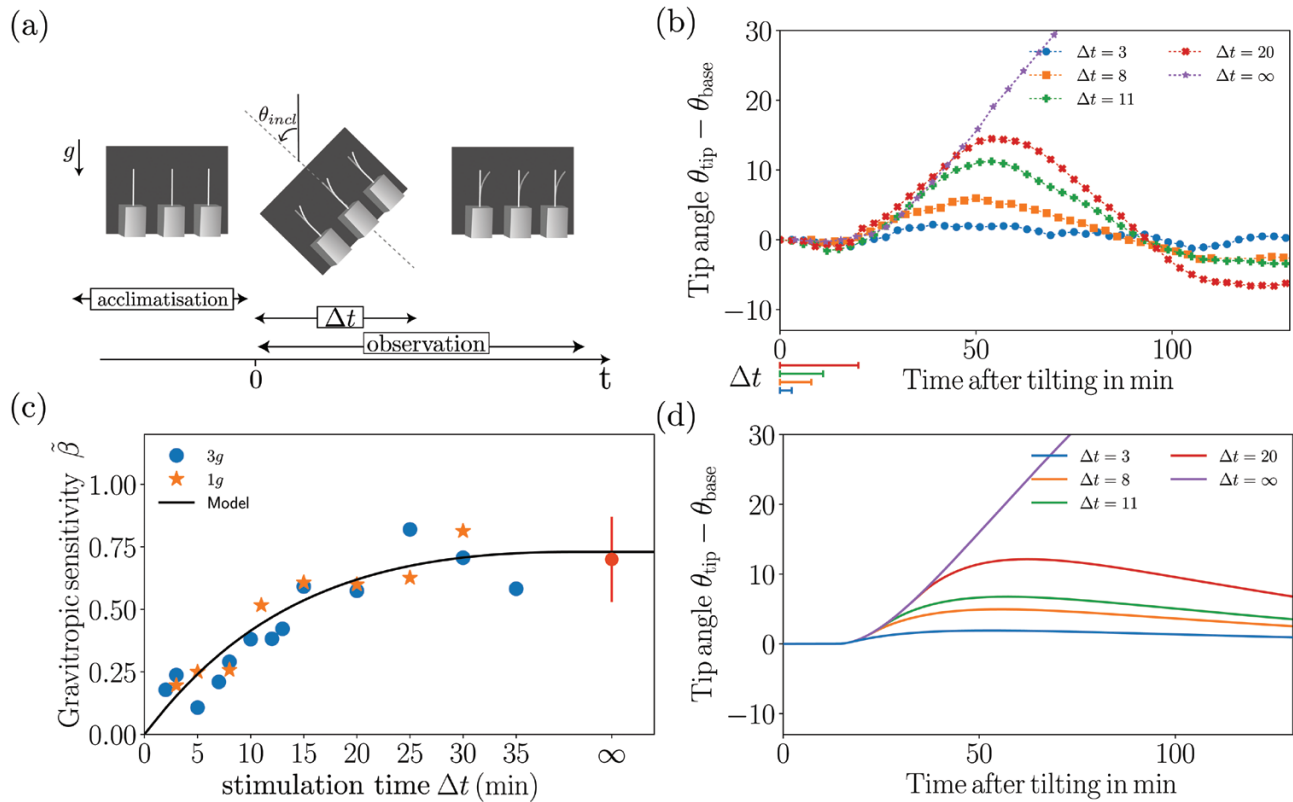 (a)
θincl
g
acclimatisation
Δt
observation
0
t
(b)
Tip angle θtip − θbase
30
20
10
0
−10
Δt = 3
Δt = 8
Δt = 11
Δt = 20
Δt = ∞
0
50
100
Δt
Time after tilting in min
(c)
Gravitropic sensitivity β̃
1.00
0.75
0.50
0.25
0.00
3g
1g
Model
0 5 10 15 20 25 30 35 ∞
stimulation time Δt (min)
(d)
Tip angle θtip − θbase
30
20
10
0
−10
Δt = 3
Δt = 8
Δt = 11
Δt = 20
Δt = ∞
0
50
100
Time after tilting in min